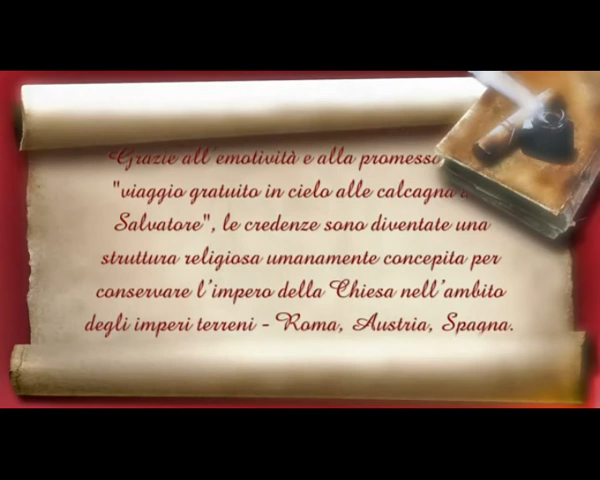 Grazie all'emotività e alla promesso
"viaggio gratuito in cielo alle calcagna
Salvatore", le credenze sono diventate una
struttura religiosa umanamente concepita per
conservare l'impero della Chiesa nell'ambito
degli imperi terreni - Roma, Austria, Spagna.